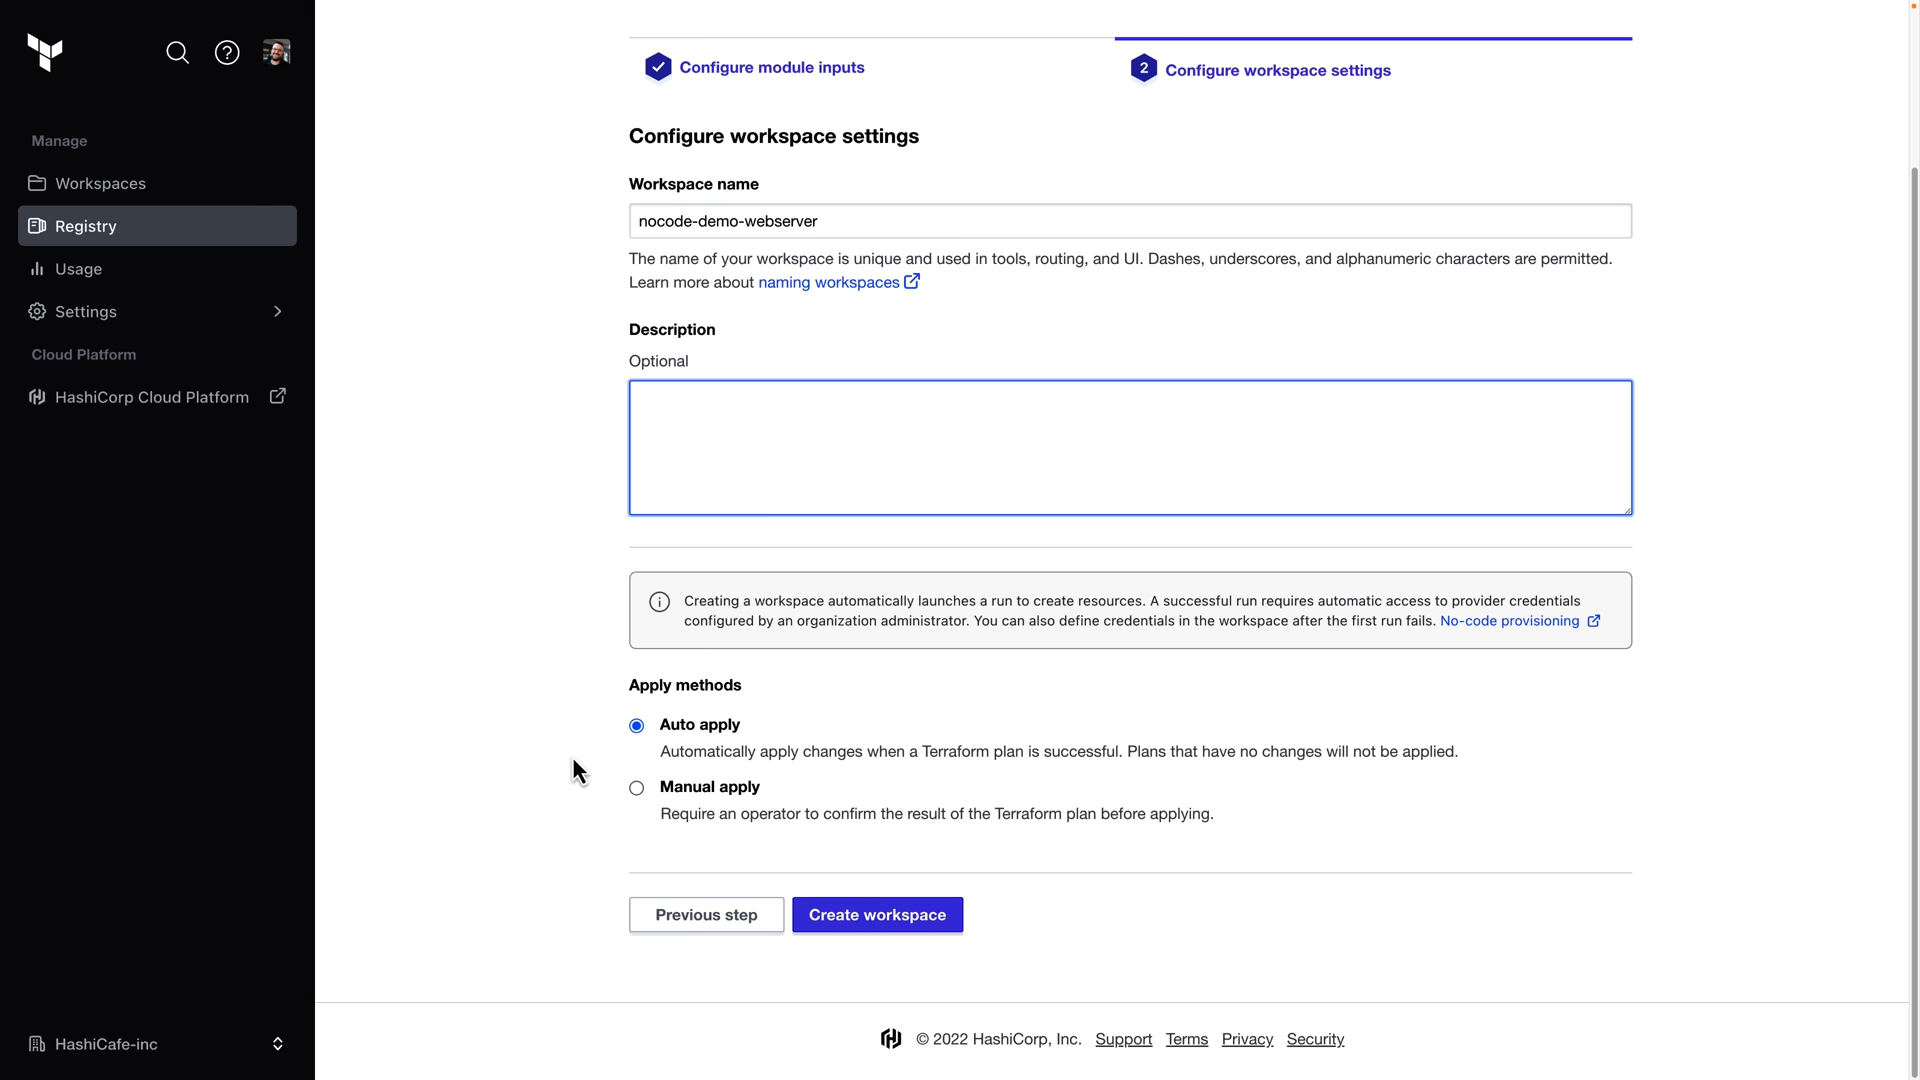 Manage
Workspaces
Registry
Usage
Settings
Cloud Platform
HashiCorp Cloud Platform
HashiCafe-inc
Configure module inputs
2 Configure workspace settings
Configure workspace settings
Workspace name
nocode-demo-webserver
The name of your workspace is unique and used in tools, routing, and UI. Dashes, underscores, and alphanumeric characters are permitted.
Learn more about naming workspaces
Description
Optional
Creating a workspace automatically launches a run to create resources. A successful run requires automatic access to provider credentials
configured by an organization administrator. You can also define credentials in the workspace after the first run fails. No-code provisioning
Apply methods
Auto apply
Automatically apply changes when a Terraform plan is successful. Plans that have no changes will not be applied.
Manual apply
Require an operator to confirm the result of the Terraform plan before applying.
Previous step Create workspace
© 2022 HashiCorp, Inc. Support Terms Privacy Security